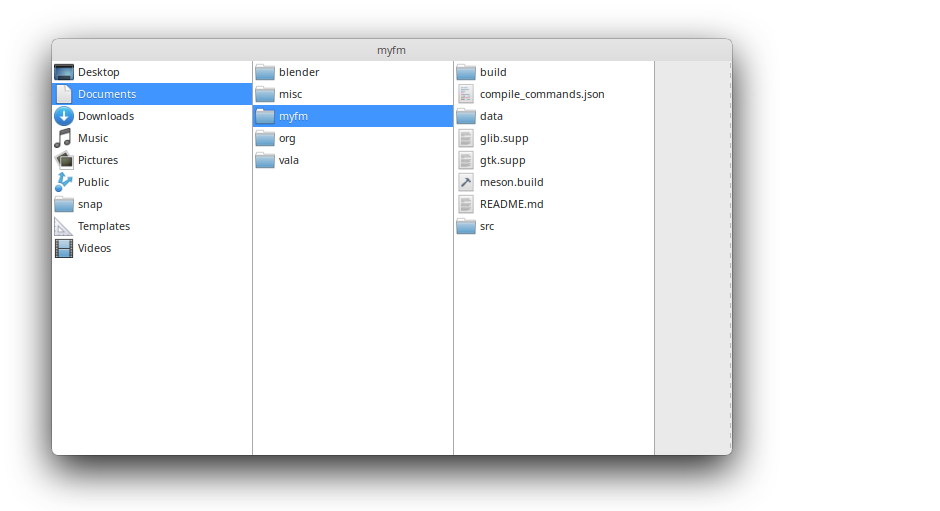 myfm
Desktop
Documents
Downloads
Music
Pictures
Public
snap
Templates
Videos
blender
misc
myfm
org
vala
build
compile_commands.json
data
glib.supp
gtk.supp
meson.build
README.md
src